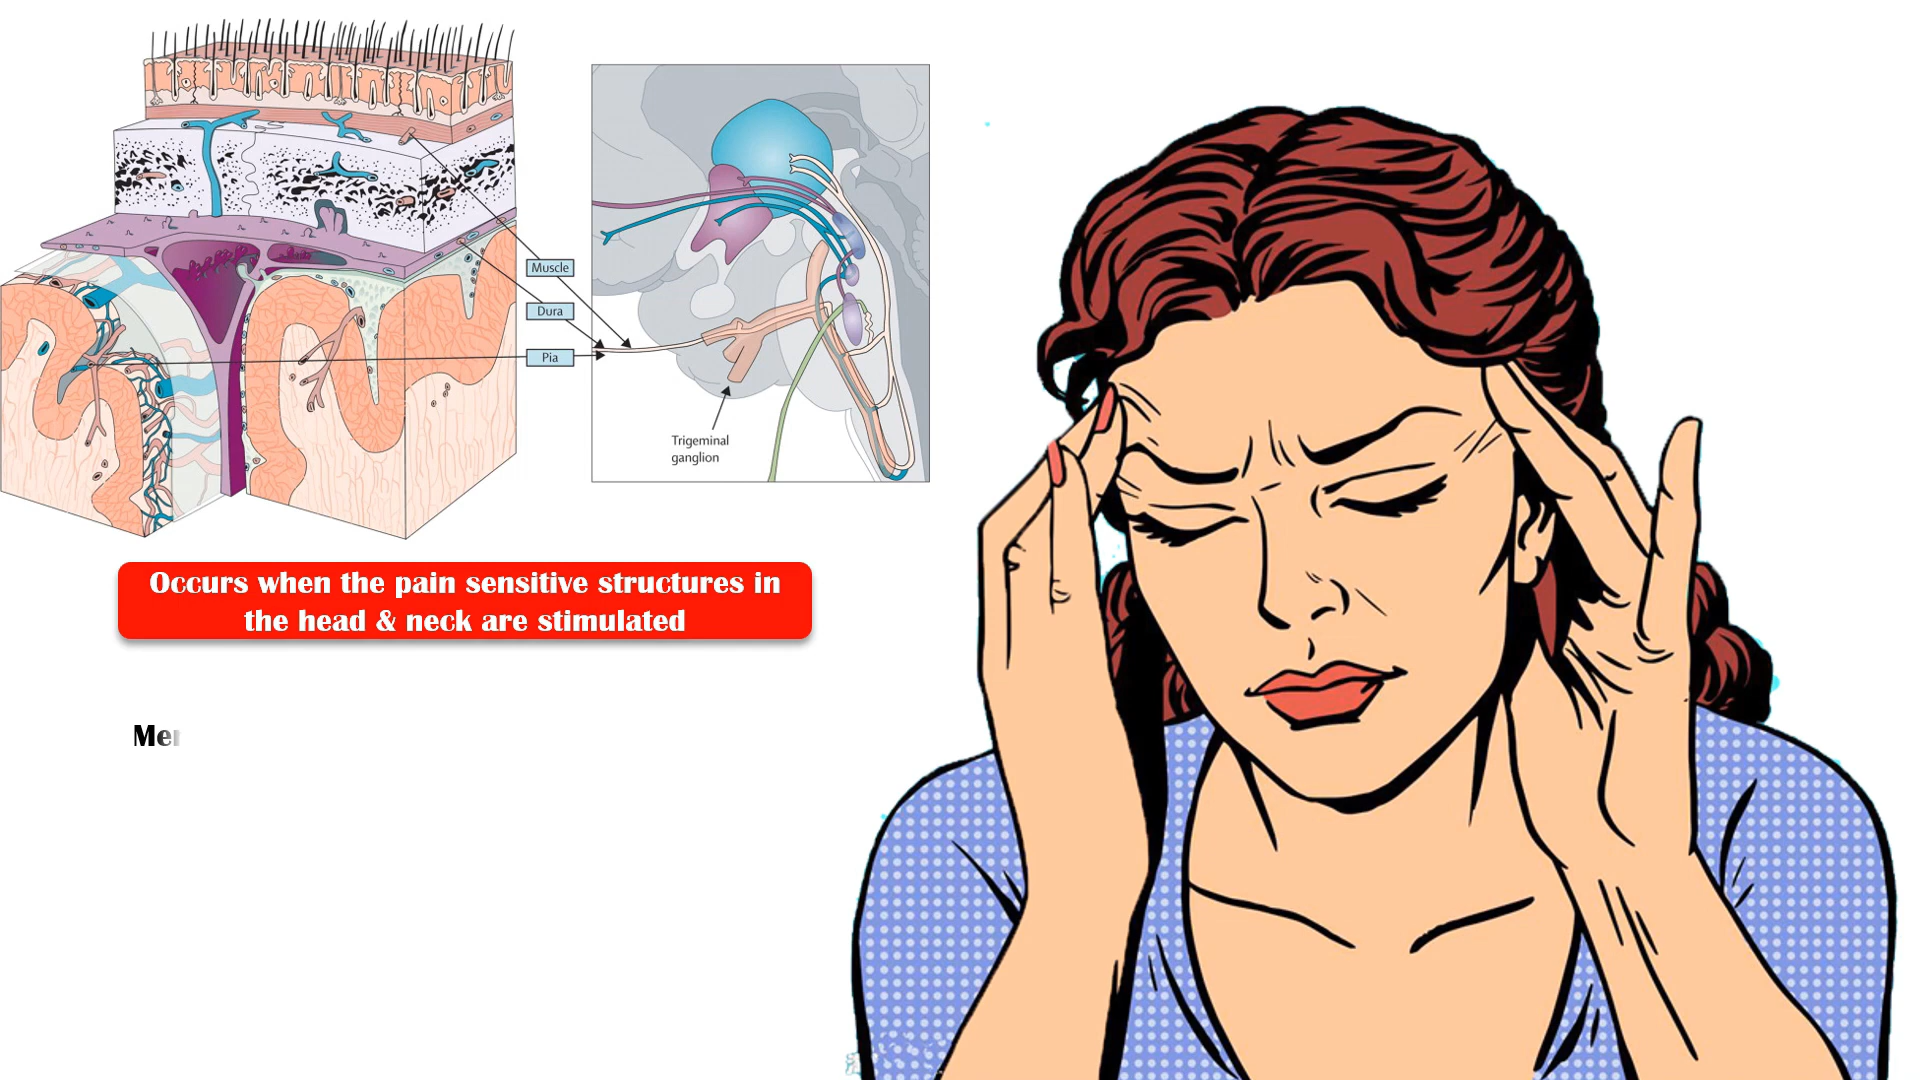 Muscle
Dura
Pia
Trigeminal
ganglion
Occurs when the pain sensitive structures in
the head & neck are stimulated